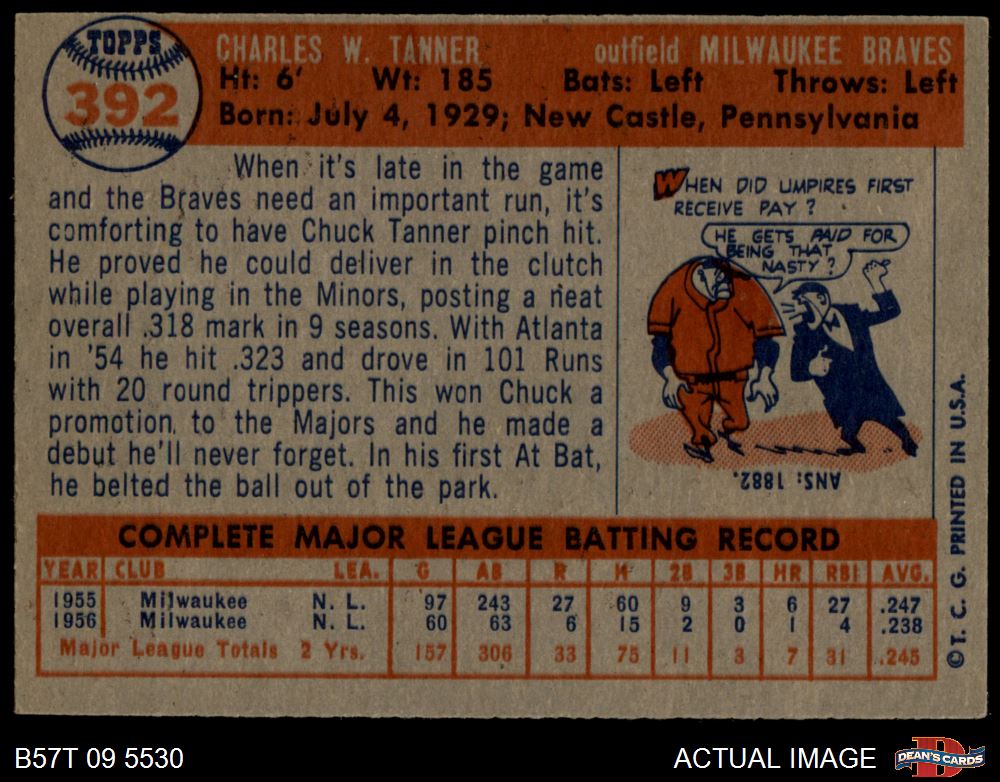 TOPPS
392
CHARLES W. TANNER outfield MILWAUKEE BRAVES
Ht: 6' Wt: 185 Bats: Left Throws: Left
Born: July 4, 1929; New Castle, Pennsylvania
When it's late in the game
and the Braves need an important run, it's
comforting to have Chuck Tanner pinch hit.
He proved he could deliver in the clutch
while playing in the Minors, posting a neat
overall .318 mark in 9 seasons. With Atlanta
in '54 he hit .323 and drove in 101 Runs
with 20 round trippers. This won Chuck a
promotion to the Majors and he made a
debut he'll never forget. In his first At Bat,
he belted the ball out of the park.
WHEN DID UMPIRES FIRST
RECEIVE PAY?
HE GETS PAID FOR
BEING THAT
NASTY?
ANS: 1882.
COMPLETE MAJOR LEAGUE BATTING RECORD
YEAR CLUB LEA. G AB R H 2B 3B HR RBI AVG.
1955 Milwaukee N. L. 97 243 27 60 9 3 6 27 .247
1956 Milwaukee N. L. 60 63 6 15 2 0 1 4 .238
Major League Totals 2 Yrs. 157 306 33 75 11 3 7 31 .245
©T. C. G. PRINTED IN U.S.A.
B57T 09 5530
ACTUAL IMAGE
DEAN'S CARDS